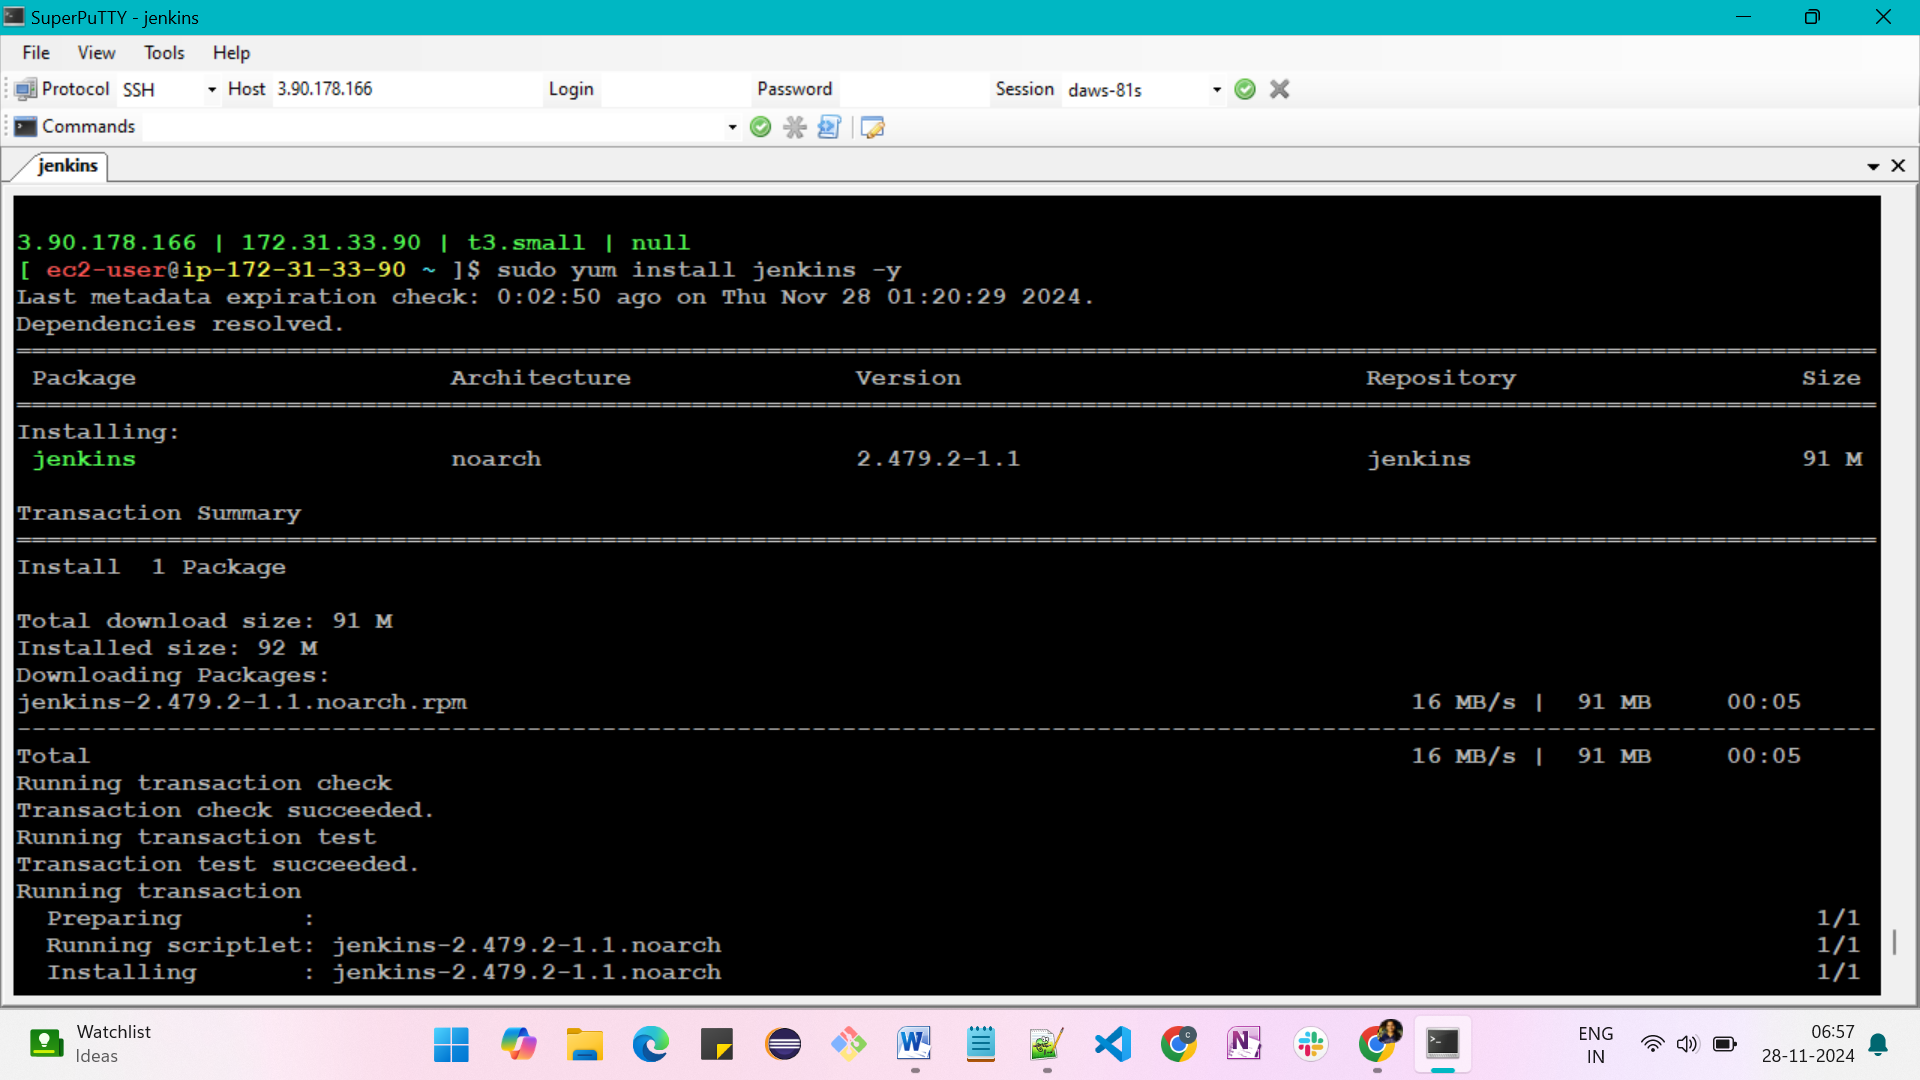 SuperPuTTY - jenkins
File View Tools Help
Protocol SSH Host 3.90.178.166 Login Password Session daws-81s
Commands
jenkins
3.90.178.166 | 172.31.33.90 | t3.small | null
[ ec2-user@ip-172-31-33-90 ~ ]$ sudo yum install jenkins -y
Last metadata expiration check: 0:02:50 ago on Thu Nov 28 01:20:29 2024.
Dependencies resolved.
Package Architecture Version Repository Size
Installing:
jenkins noarch 2.479.2-1.1 jenkins 91 M
Transaction Summary
Install 1 Package
Total download size: 91 M
Installed size: 92 M
Downloading Packages:
jenkins-2.479.2-1.1.noarch.rpm 16 MB/s | 91 MB 00:05
Total 16 MB/s | 91 MB 00:05
Running transaction check
Transaction check succeeded.
Running transaction test
Transaction test succeeded.
Running transaction
Preparing : 1/1
Running scriptlet: jenkins-2.479.2-1.1.noarch 1/1
Installing : jenkins-2.479.2-1.1.noarch 1/1
Watchlist
Ideas
ENG
IN
06:57
28-11-2024